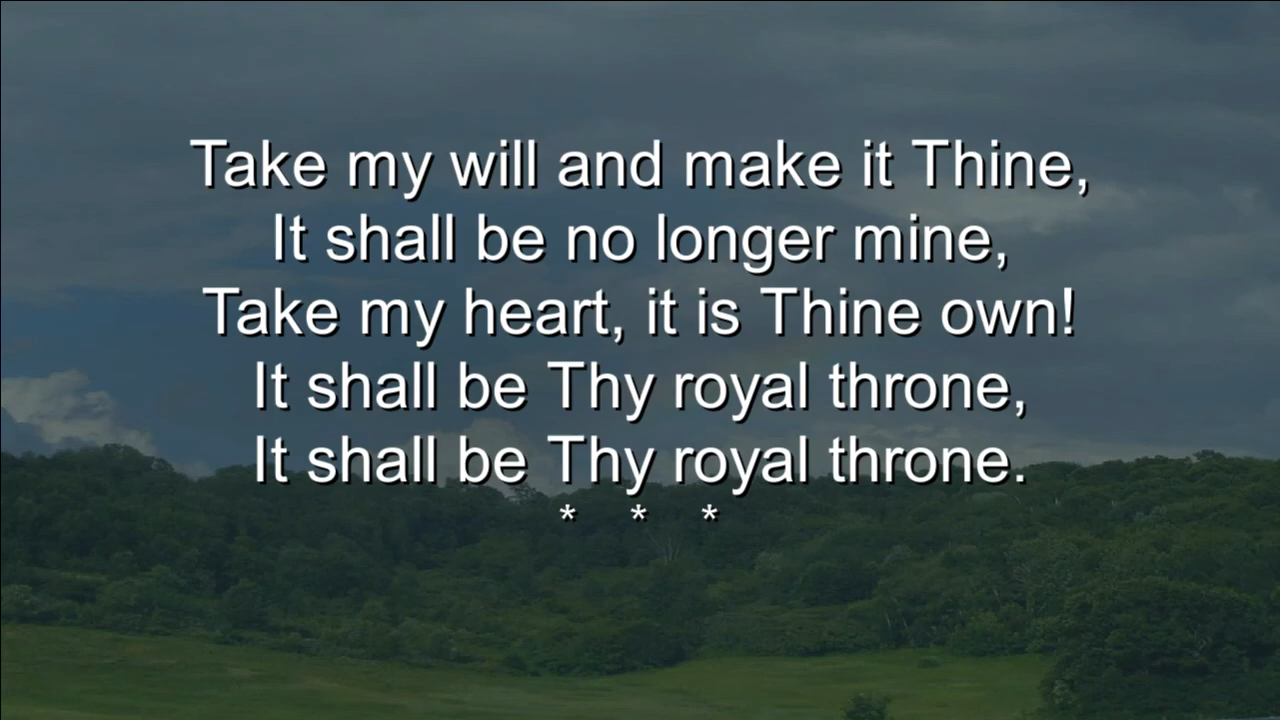 Take my will and make it Thine,
It shall be no longer mine,
Take my heart, it is Thine own!
It shall be Thy royal throne,
It shall be Thy royal throne.
* * *